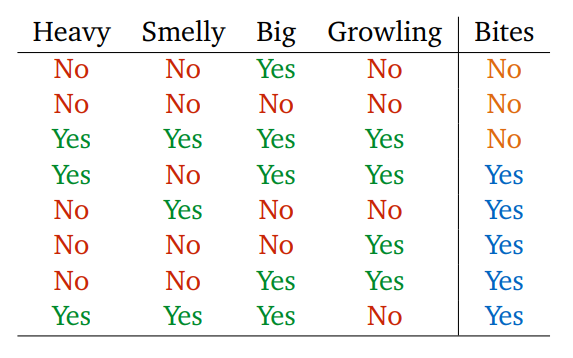 Heavy Smelly Big Growling Bites
No No Yes No No
No No No No No
Yes Yes Yes Yes No
Yes No Yes Yes Yes
No Yes No No Yes
No No No Yes Yes
No No Yes Yes Yes
Yes Yes Yes No Yes